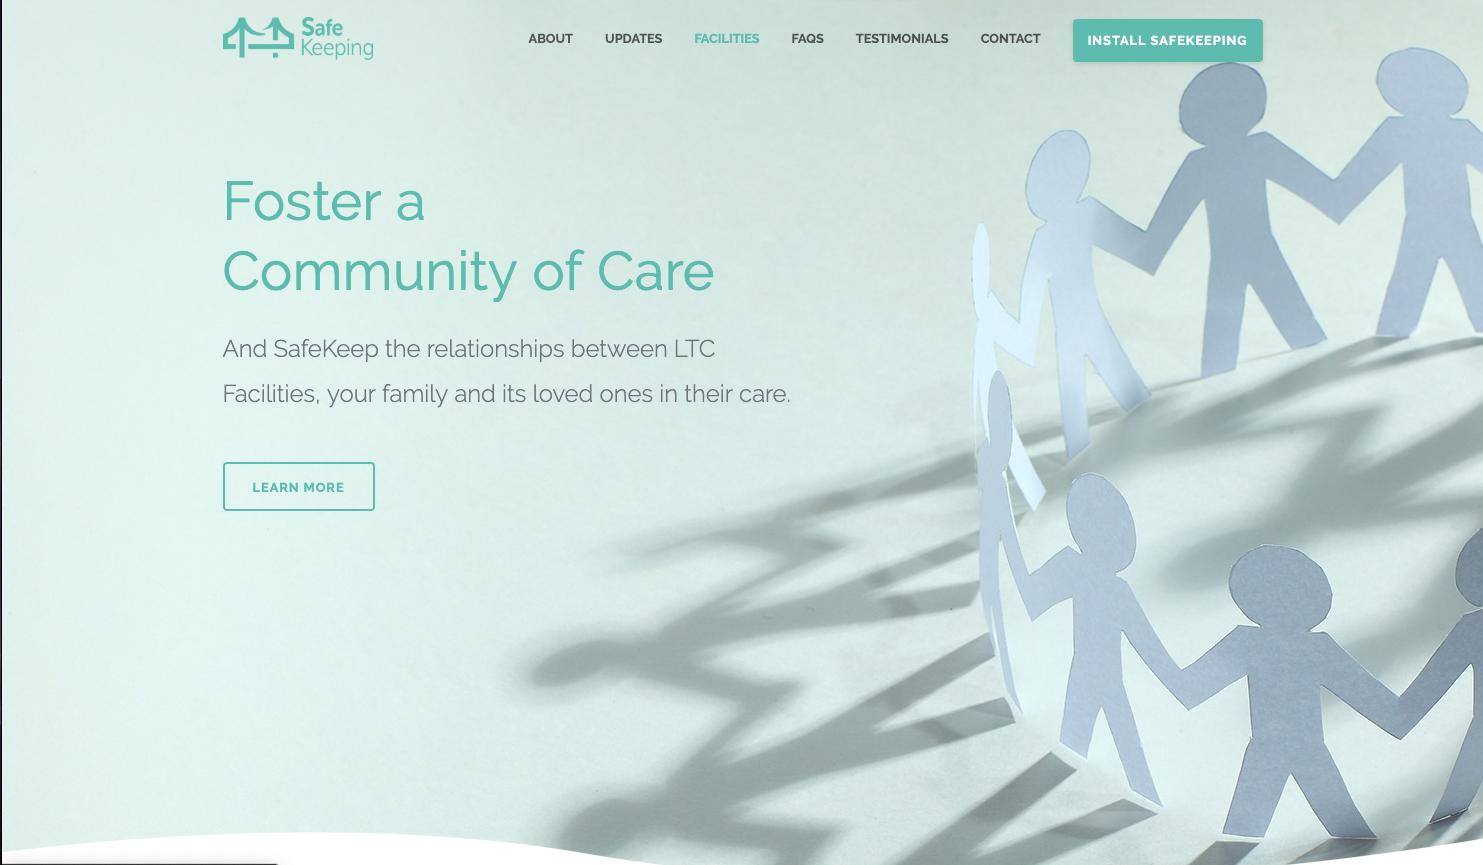 Safe
Keeping
ABOUT
UPDATES
FACILITIES
FAQS
TESTIMONIALS
CONTACT
INSTALL SAFEKEEPING
Foster a
Community of Care
And SafeKeep the relationships between LTC
Facilities, your family and its loved ones in their care.
LEARN MORE